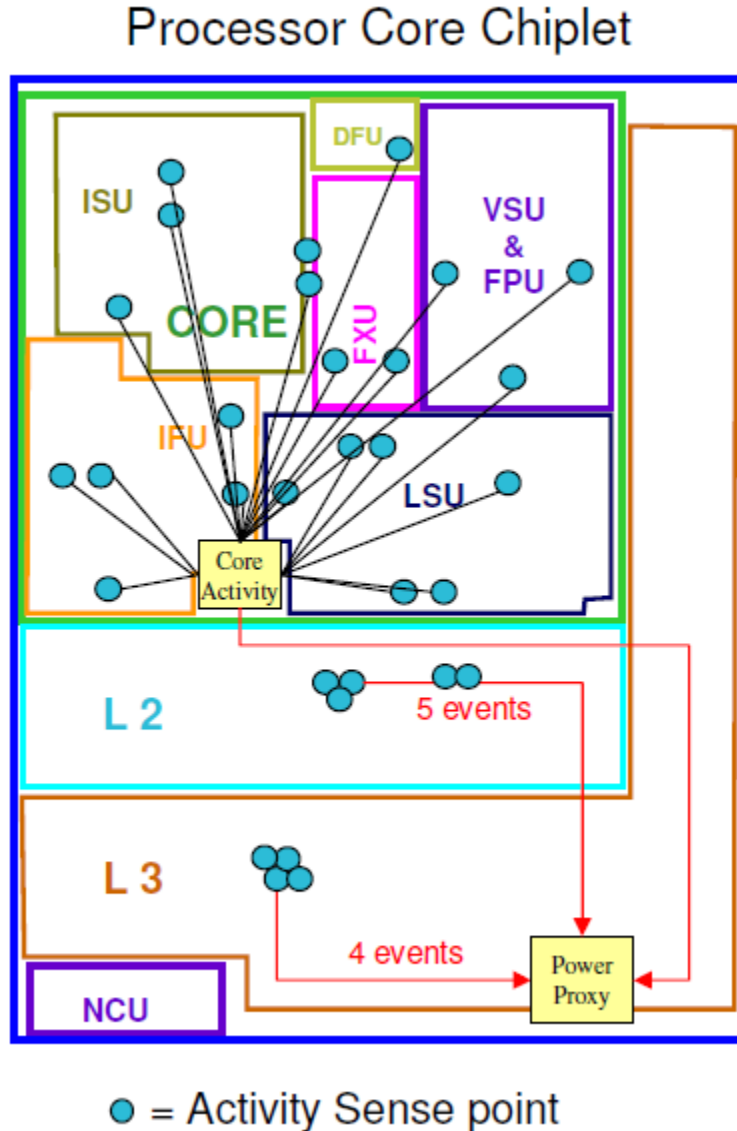 Processor Core Chiplet
DFU
ISU
VSU
&
FPU
CORE
FXU
IFU
LSU
Core
Activity
L 2
5 events
L 3
4 events
Power
Proxy
NCU
= Activity Sense point